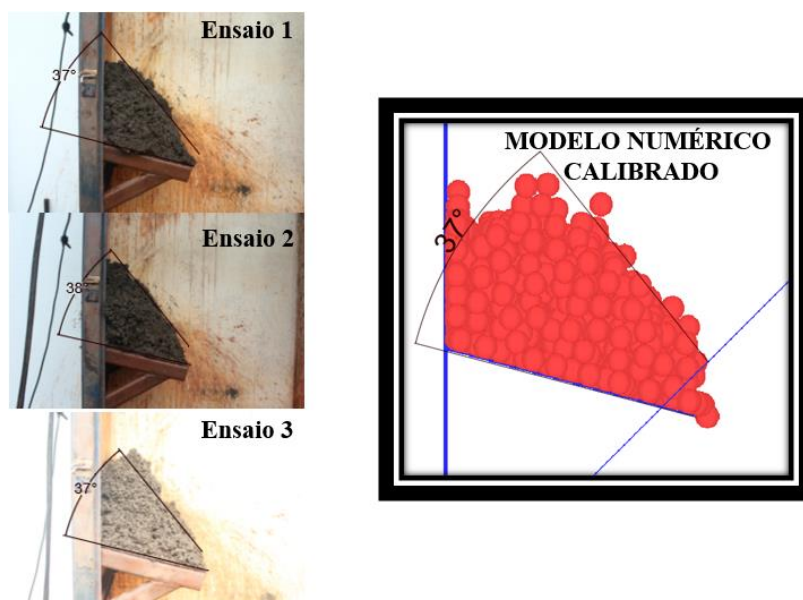 Ensaio 1
37°
Ensaio 2
38°
Ensaio 3
37°
MODELO NUMÉRICO
CALIBRADO
37°